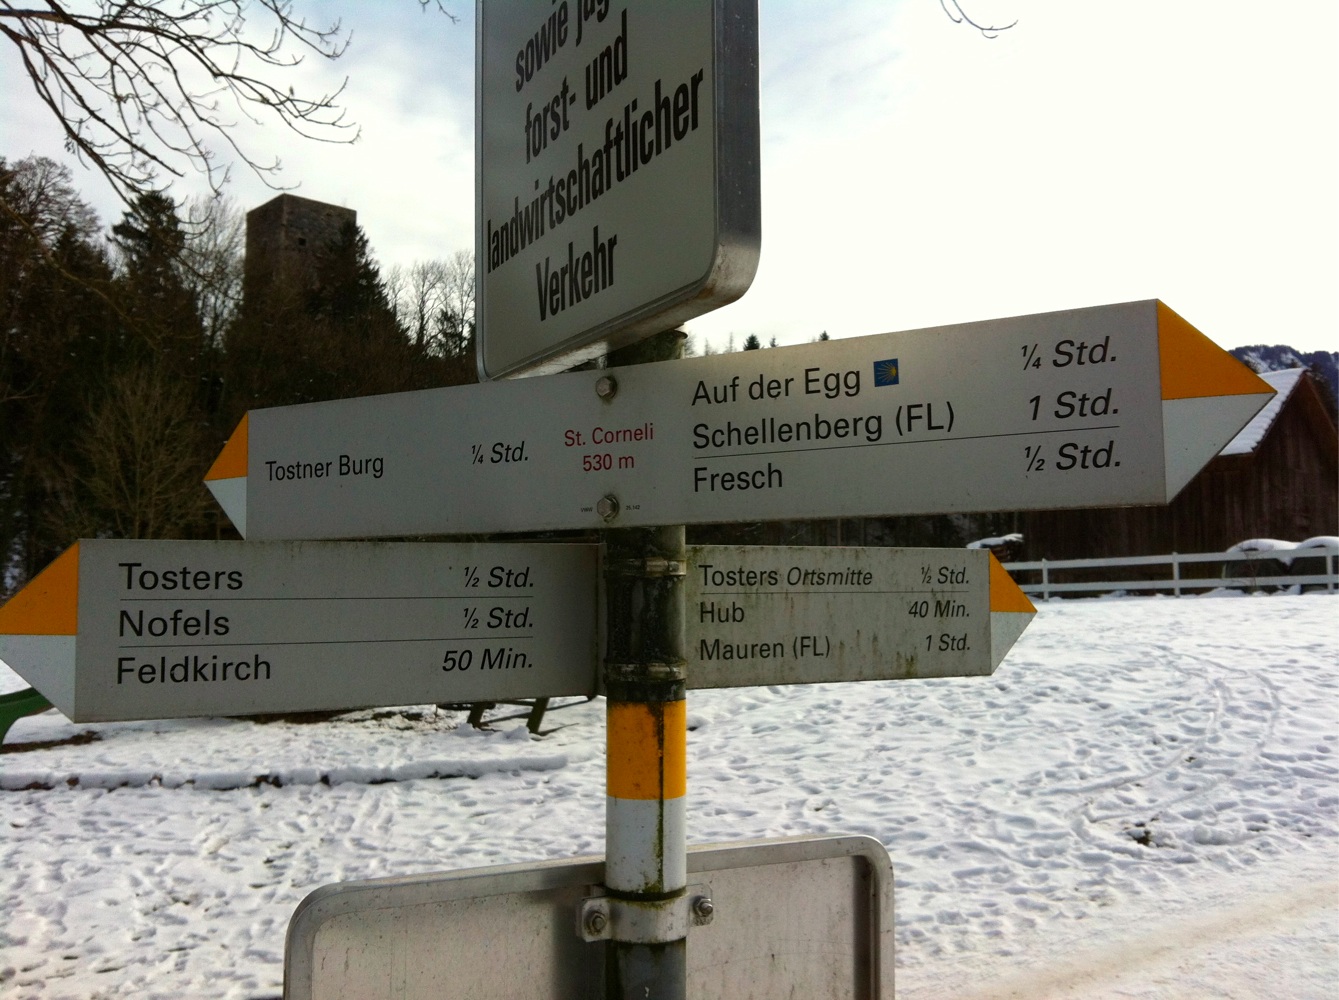 sowie jag
forst- und
landwirtschaftlicher
Verkehr
Tostner Burg ¼ Std.
St. Corneli
530 m
Auf der Egg ¼ Std.
Schellenberg (FL) 1 Std.
Fresch ½ Std.
Tosters ½ Std.
Nofels ½ Std.
Feldkirch 50 Min.
Tosters Ortsmitte ½ Std.
Hub 40 Min.
Mauren (FL) 1 Std.